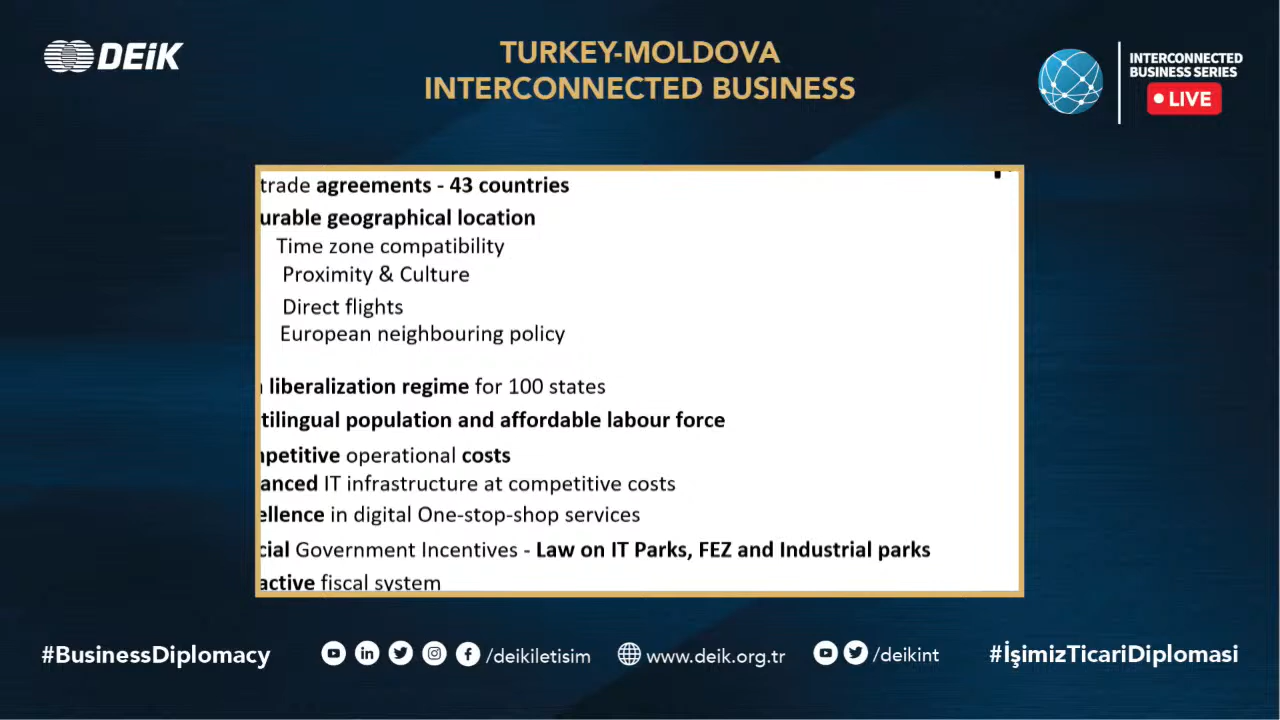 DEiK
TURKEY-MOLDOVA
INTERCONNECTED BUSINESS
INTERCONNECTED
BUSINESS SERIES
LIVE
trade agreements - 43 countries
urable geographical location
Time zone compatibility
Proximity & Culture
Direct flights
European neighbouring policy
liberalization regime for 100 states
tilingual population and affordable labour force
npetitive operational costs
anced IT infrastructure at competitive costs
ellence in digital One-stop-shop services
cial Government Incentives - Law on IT Parks, FEZ and Industrial parks
active fiscal system
#BusinessDiplomacy
/deikiletisim
www.deik.org.tr
/deikint
#İşimizTicariDiplomasi